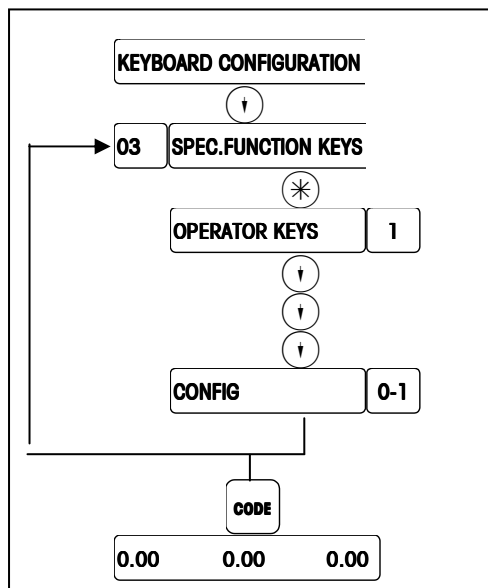 KEYBOARD CONFIGURATION
03 SPEC.FUNCTION KEYS
OPERATOR KEYS 1
CONFIG 0-1
CODE
0.00 0.00 0.00